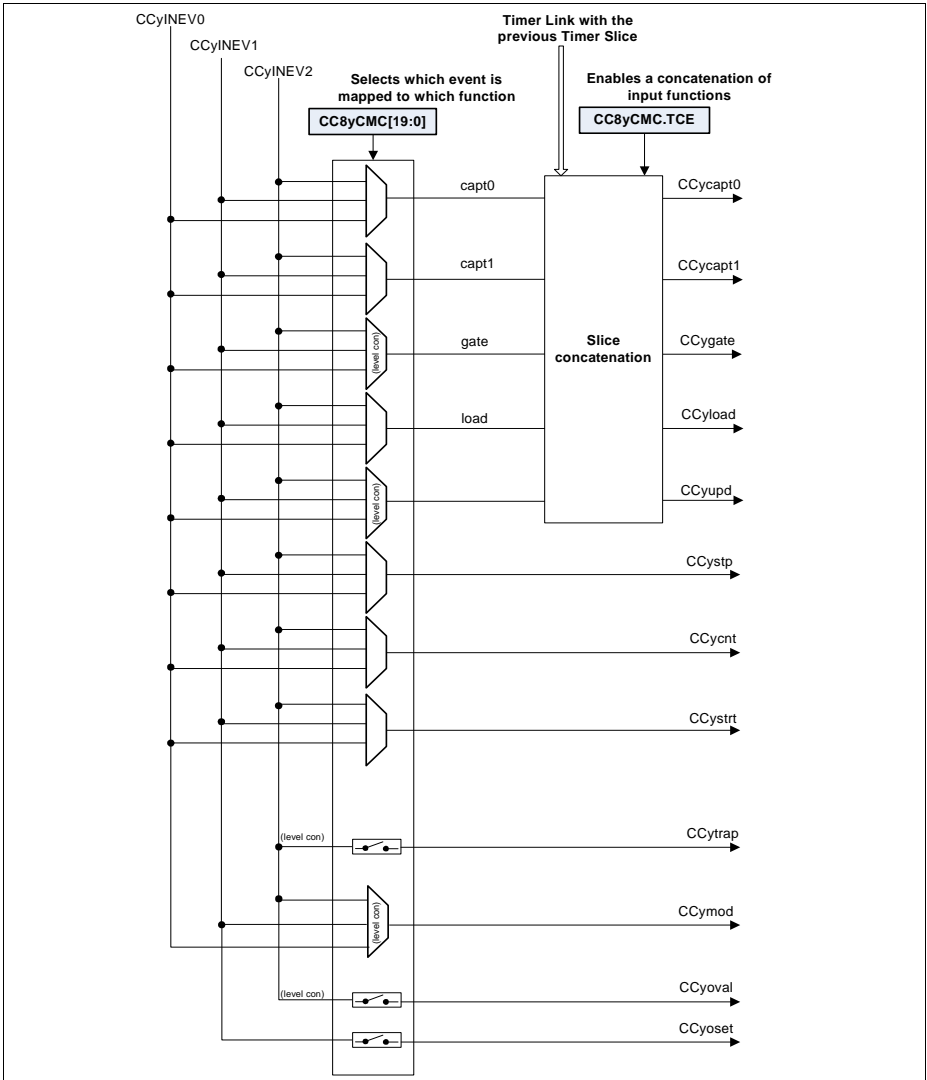 CCyINEV0
CCyINEV1
CCyINEV2
Timer Link with the
previous Timer Slice
Selects which event is
mapped to which function
Enables a concatenation of
input functions
CC8yCMC[19:0]
CC8yCMC.TCE
capt0
CCycapt0
capt1
CCycapt1
(level con)
gate
Slice
concatenation
CCygate
load
CCyload
(level con)
CCyupd
CCystp
CCycnt
CCystrt
(level con)
CCytrap
(level con)
CCymod
(level con)
CCyoval
CCyoset